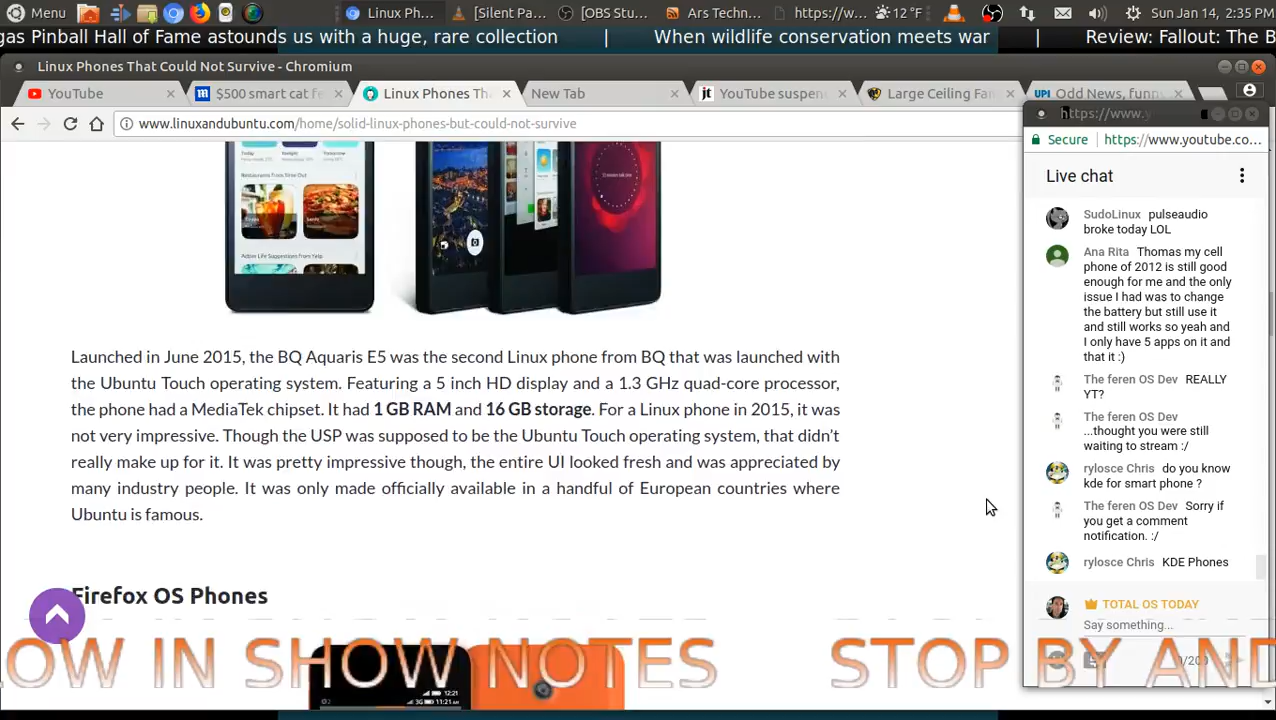 Menu
Linux Ph...
[Silent Pa...
[OBS Stu...
Ars Techn...
https://w...
12 °F
Sun Jan 14, 2:35 PM
gas Pinball Hall of Fame astounds us with a huge, rare collection | When wildlife conservation meets war | Review: Fallout: The B
Linux Phones That Could Not Survive - Chromium
YouTube
$500 smart cat fe
Linux Phones Th
New Tab
YouTube suspen
Large Ceiling Fan
Odd News, funny
www.linuxandubuntu.com/home/solid-linux-phones-but-could-not-survive
Launched in June 2015, the BQ Aquaris E5 was the second Linux phone from BQ that was launched with
the Ubuntu Touch operating system. Featuring a 5 inch HD display and a 1.3 GHz quad-core processor,
the phone had a MediaTek chipset. It had 1 GB RAM and 16 GB storage. For a Linux phone in 2015, it was
not very impressive. Though the USP was supposed to be the Ubuntu Touch operating system, that didn't
really make up for it. It was pretty impressive though, the entire UI looked fresh and was appreciated by
many industry people. It was only made officially available in a handful of European countries where
Ubuntu is famous.
Firefox OS Phones
12:21
3G 11:21 AM
https://www.y
Secure https://www.youtube.co...
Live chat
SudoLinux pulseaudio
broke today LOL
Ana Rita Thomas my cell
phone of 2012 is still good
enough for me and the only
issue I had was to change
the battery but still use it
and still works so yeah and
I only have 5 apps on it and
that it :)
The feren OS Dev REALLY
YT?
The feren OS Dev
...thought you were still
waiting to stream :/
rylosce Chris do you know
kde for smart phone ?
The feren OS Dev Sorry if
you get a comment
notification. :/
rylosce Chris KDE Phones
TOTAL OS TODAY
Say something...
0/200
LOW IN SHOW NOTES STOP BY AND